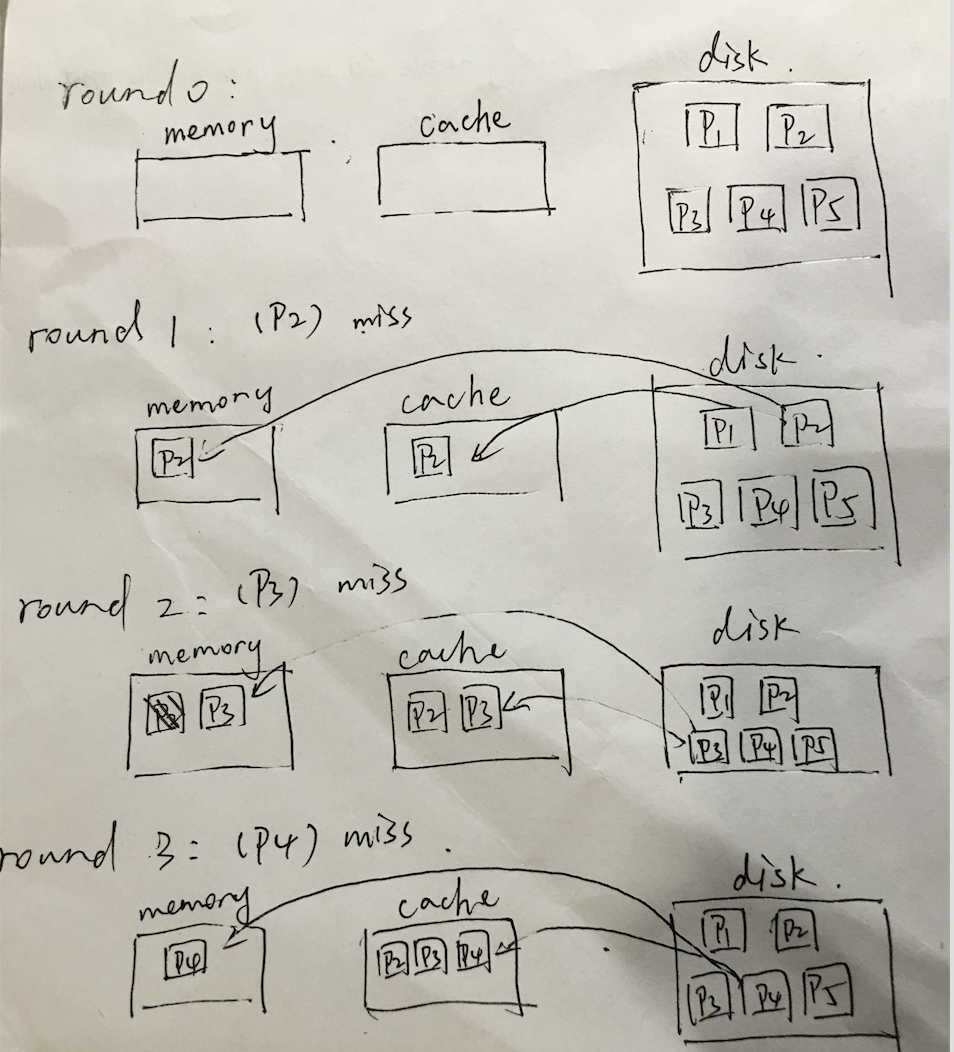 round 0 :
disk .
memory
cache
P1 P2
P3 P4 P5
round 1 : (P2) miss
disk .
memory
cache
P2
P2
P1 P2
P3 P4 P5
round 2 : (P3) miss
disk
memory
cache
P3
P2 P3
P1 P2
P3 P4 P5
round 3 : (P4) miss .
disk .
memory
cache
P4
P2 P3 P4
P1 P2
P3 P4 P5